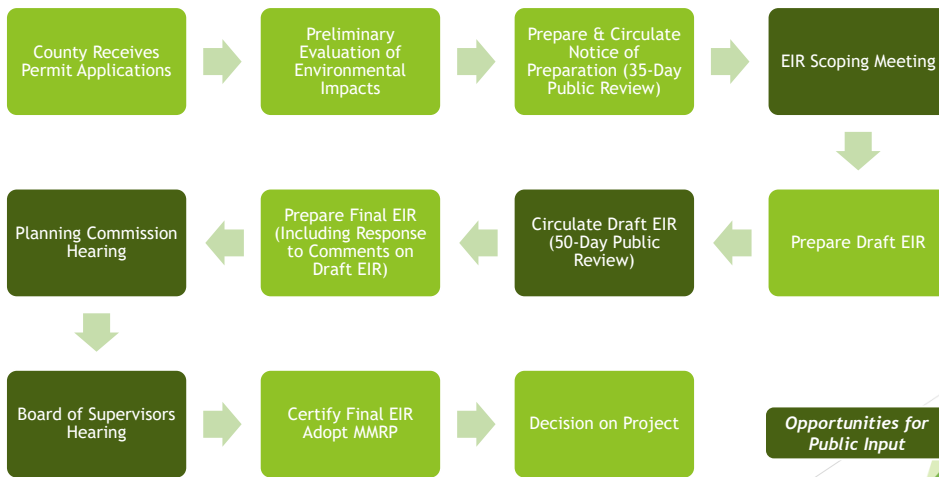 County Receives
Permit Applications
Preliminary
Evaluation of
Environmental
Impacts
Prepare & Circulate
Notice of
Preparation (35-Day
Public Review)
EIR Scoping Meeting
Prepare Draft EIR
Circulate Draft EIR
(50-Day Public
Review)
Prepare Final EIR
(Including Response
to Comments on
Draft EIR)
Planning Commission
Hearing
Board of Supervisors
Hearing
Certify Final EIR
Adopt MMRP
Decision on Project
Opportunities for
Public Input